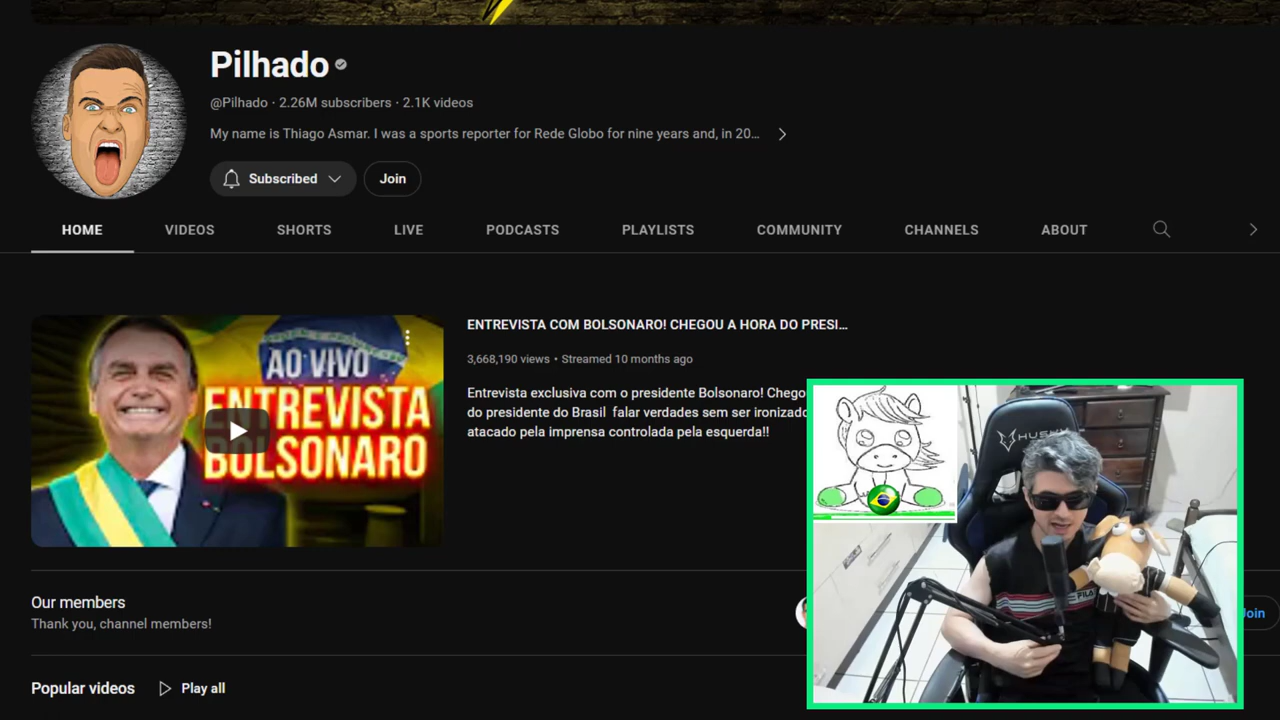 Pilhado
@Pilhado · 2.26M subscribers · 2.1K videos
My name is Thiago Asmar. I was a sports reporter for Rede Globo for nine years and, in 20...
Subscribed
Join
HOME
VIDEOS
SHORTS
LIVE
PODCASTS
PLAYLISTS
COMMUNITY
CHANNELS
ABOUT
AO VIVO
ENTREVISTA
BOLSONARO
ENTREVISTA COM BOLSONARO! CHEGOU A HORA DO PRESI...
3,668,190 views • Streamed 10 months ago
Entrevista exclusiva com o presidente Bolsonaro! Chego
do presidente do Brasil falar verdades sem ser ironizado
atacado pela imprensa controlada pela esquerda!!
HUSKY
FILA
Our members
Thank you, channel members!
Join
Popular videos
Play all